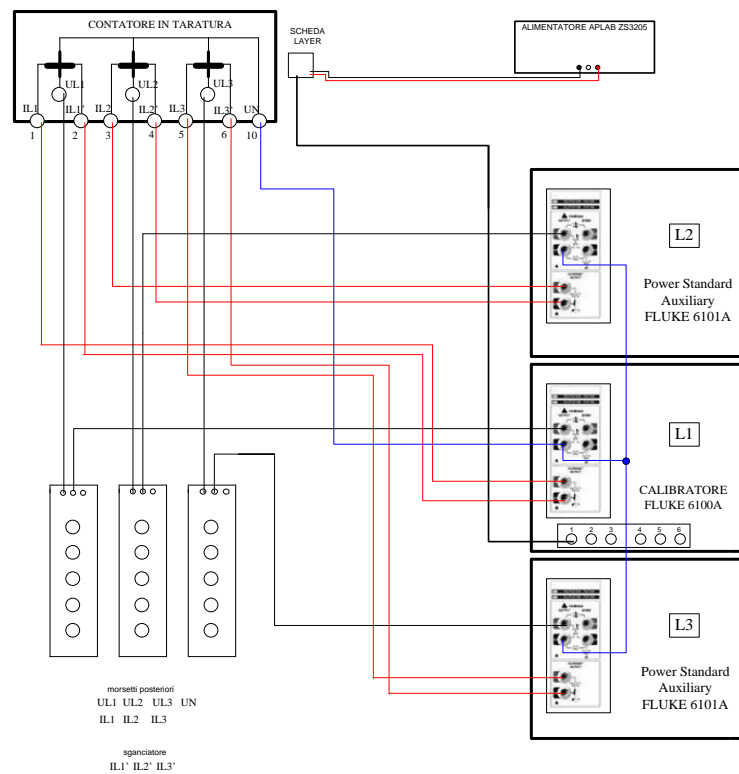 CONTATORE IN TARATURA
UL1 UL2 UL3
IL1 IL1' IL2 IL2' IL3 IL3' UN
1 2 3 4 5 6 10
SCHEDA
LAYER
ALIMENTATORE APLAB ZS3205
L2
Power Standard
Auxiliary
FLUKE 6101A
L1
CALIBRATORE
FLUKE 6100A
1 2 3 4 5 6
L3
Power Standard
Auxiliary
FLUKE 6101A
morsetti posteriori
UL1 UL2 UL3 UN
IL1 IL2 IL3
sganciatore
IL1' IL2' IL3'